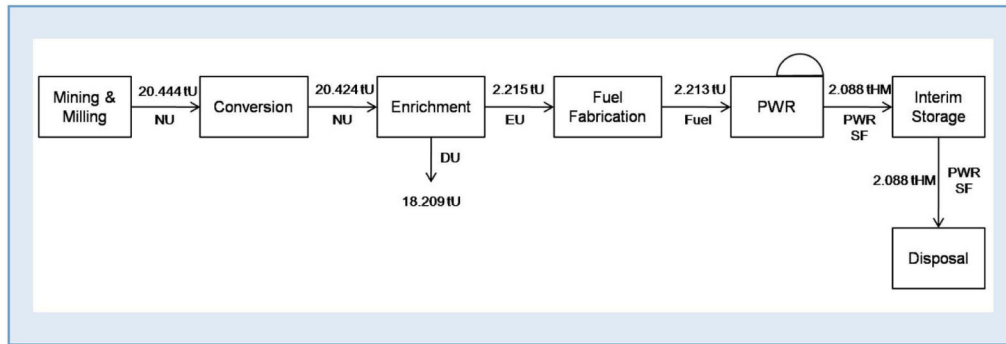 Mining &
Milling
20.444 tU
NU
Conversion
20.424 tU
NU
Enrichment
2.215 tU
EU
Fuel
Fabrication
2.213 tU
Fuel
PWR
2.088 tHM
PWR
SF
Interim
Storage
DU
18.209 tU
2.088 tHM
PWR
SF
Disposal